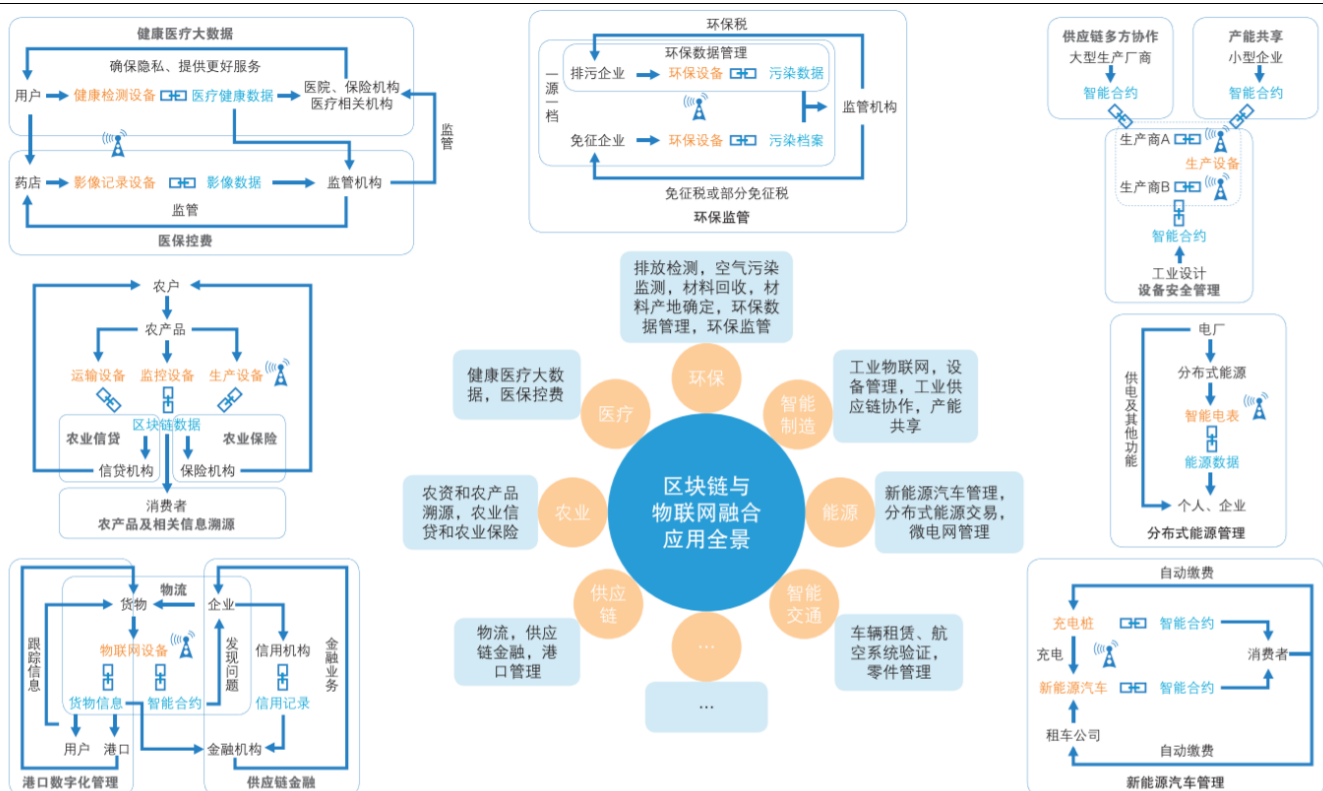 健康医疗大数据
确保隐私、提供更好服务
用户
健康检测设备
医疗健康数据
医院、保险机构
医疗相关机构
监管
药店
影像记录设备
影像数据
监管机构
监管
医保控费
环保税
环保数据管理
一源一档
排污企业
环保设备
污染数据
监管机构
免征企业
环保设备
污染档案
免征税或部分免征税
环保监管
供应链多方协作
大型生产厂商
智能合约
产能共享
小型企业
智能合约
生产商A
生产设备
生产商B
智能合约
工业设计
设备安全管理
农户
农产品
运输设备
监控设备
生产设备
区块链数据
农业信贷
农业保险
信贷机构
保险机构
消费者
农产品及相关信息溯源
排放检测，空气污染
监测，材料回收，材
料产地确定，环保数
据管理，环保监管
环保
健康医疗大数
据，医保控费
医疗
智能
制造
工业物联网，设
备管理，工业供
应链协作，产能
共享
农资和农产品
溯源，农业信
贷和农业保险
农业
区块链与
物联网融合
应用全景
能源
新能源汽车管理，
分布式能源交易，
微电网管理
供应
链
物流，供应
链金融，港
口管理
…
…
智能
交通
车辆租赁、航
空系统验证，
零件管理
电厂
分布式能源
供电及其他功能
智能电表
能源数据
个人、企业
分布式能源管理
物流
货物
企业
跟踪信息
物联网设备
发现问题
信用机构
金融业务
货物信息
智能合约
信用记录
用户
港口
金融机构
港口数字化管理
供应链金融
自动缴费
充电桩
智能合约
充电
消费者
新能源汽车
智能合约
租车公司
自动缴费
新能源汽车管理